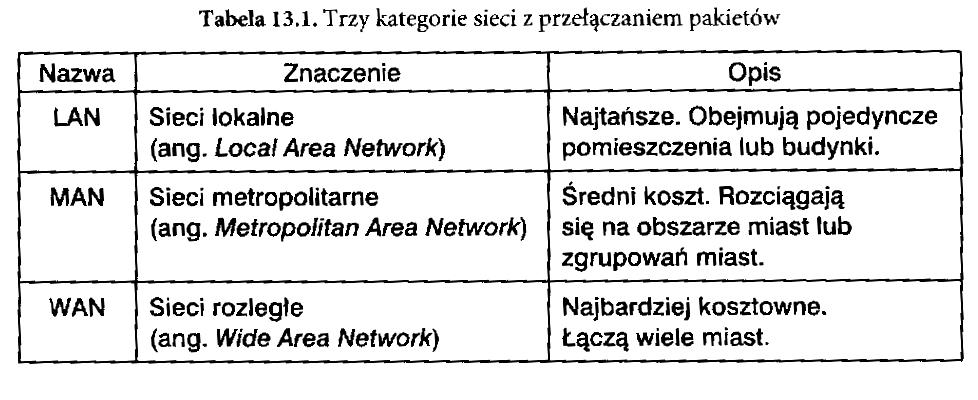 Tabela 13.1. Trzy kategorie sieci z przełączaniem pakietów
Nazwa Znaczenie Opis
LAN Sieci lokalne Najtańsze. Obejmują pojedyncze
(ang. Local Area Network) pomieszczenia lub budynki.
MAN Sieci metropolitarne Średni koszt. Rozciągają
(ang. Metropolitan Area Network) się na obszarze miast lub
zgrupowań miast.
WAN Sieci rozległe Najbardziej kosztowne.
(ang. Wide Area Network) Łączą wiele miast.